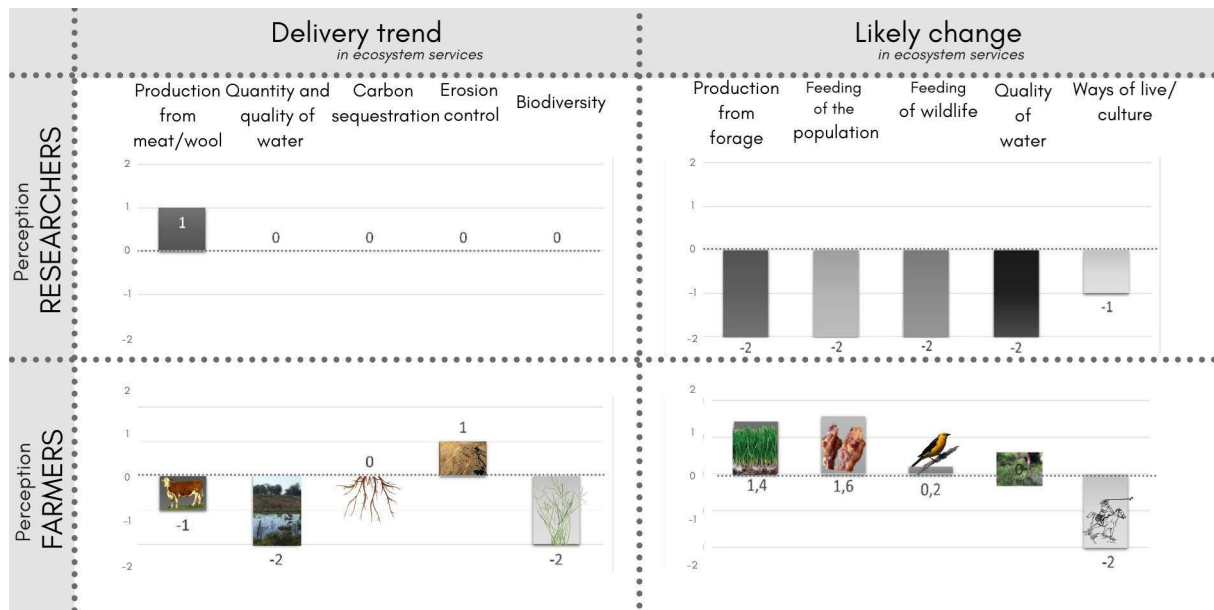 Delivery trend
in ecosystem services
Likely change
in ecosystem services
Perception
RESEARCHERS
Production
from
meat/wool
Quantity and
quality of
water
Carbon
sequestration
Erosion
control
Biodiversity
2
1
0
-1
-2
1
0
0
0
0
Production
from
forage
Feeding
of the
population
Feeding
of wildlife
Quality
of
water
Ways of live/
culture
2
1
0
-1
-2
-2
-2
-2
-2
-1
Perception
FARMERS
2
1
0
-1
-2
-1
-2
0
1
-2
2
1
0
-1
-2
1,4
1,6
0,2
0
-2